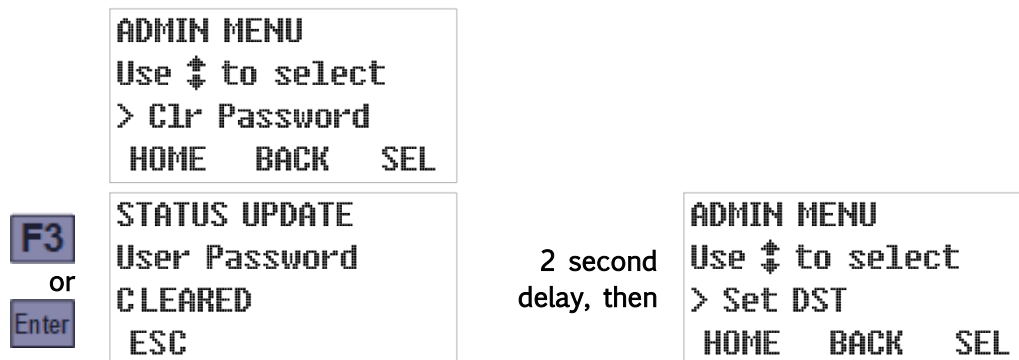 ADMIN MENU
Use ↕ to select
> Clr Password
HOME BACK SEL
F3
or
Enter
STATUS UPDATE
User Password
CLEARED
ESC
2 second
delay, then
ADMIN MENU
Use ↕ to select
> Set DST
HOME BACK SEL